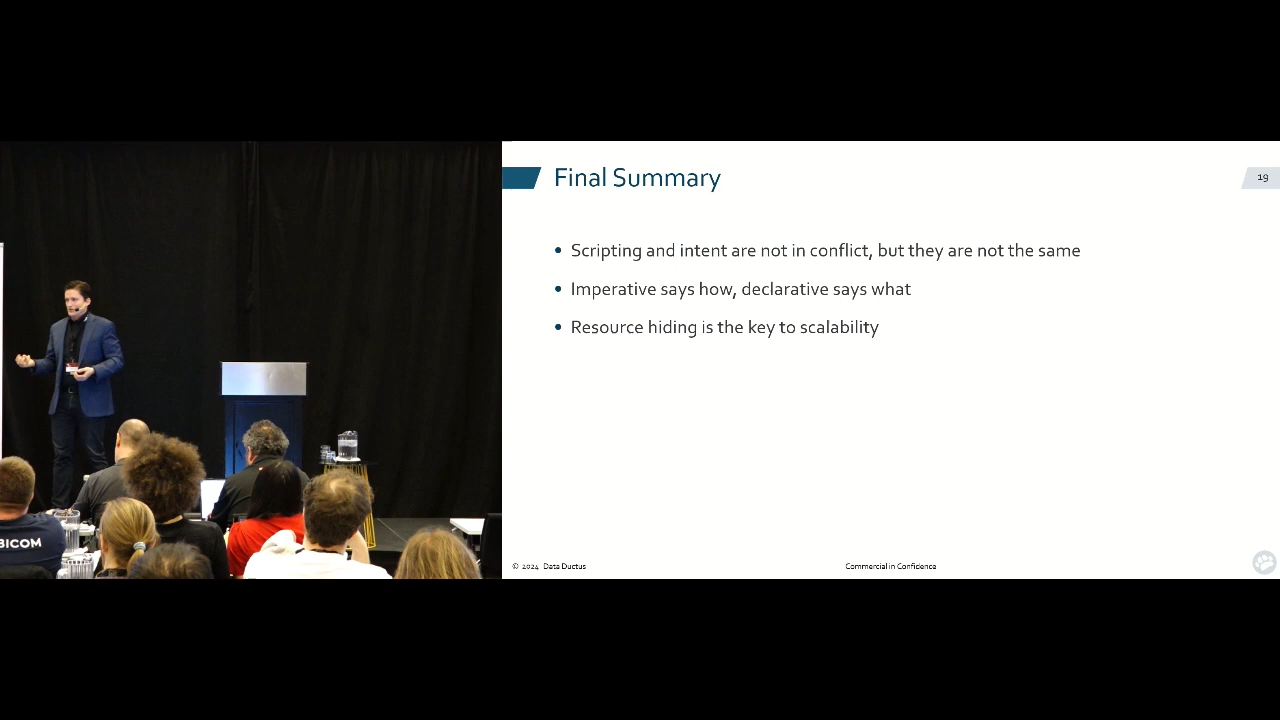 Final Summary
19
• Scripting and intent are not in conflict, but they are not the same
• Imperative says how, declarative says what
• Resource hiding is the key to scalability
BICOM
© 2024 Data Ductus
Commercial in Confidence